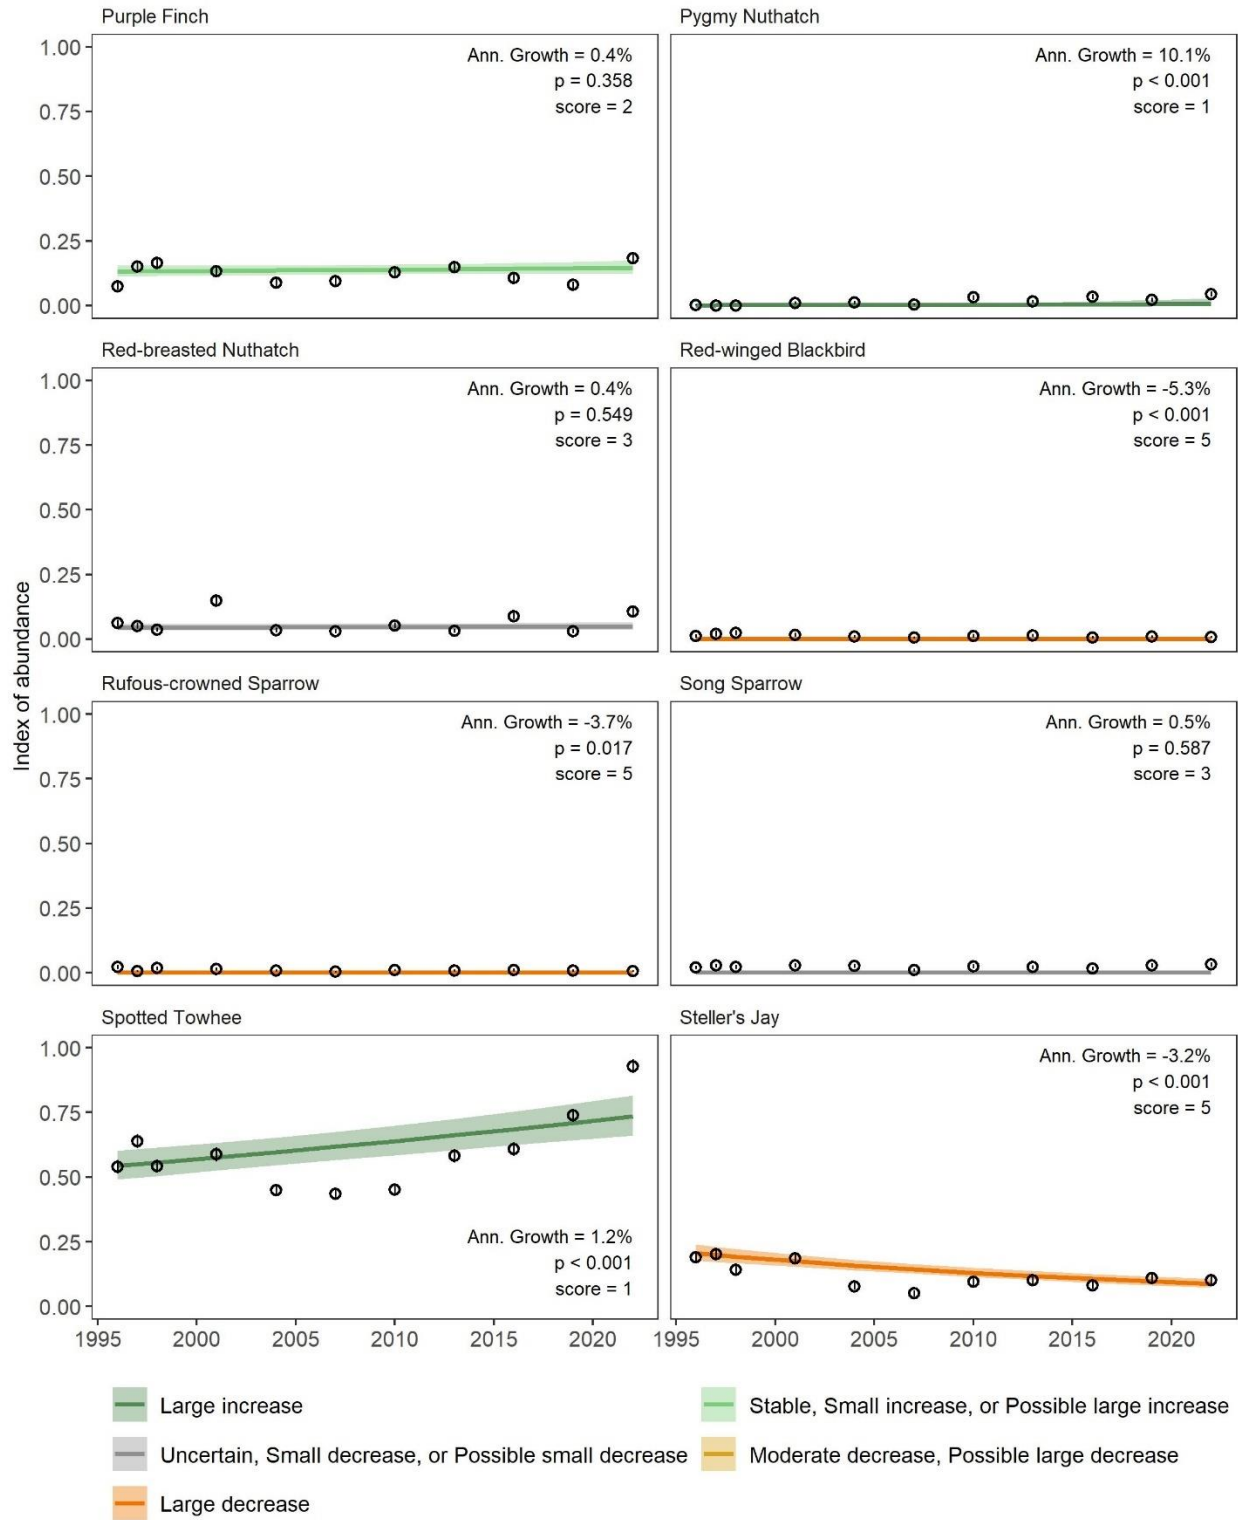 Purple Finch
Pygmy Nuthatch
1.00
0.75
0.50
0.25
0.00
Ann. Growth = 0.4%
p = 0.358
score = 2
Ann. Growth = 10.1%
p < 0.001
score = 1
Red-breasted Nuthatch
Red-winged Blackbird
1.00
0.75
0.50
0.25
0.00
Ann. Growth = 0.4%
p = 0.549
score = 3
Ann. Growth = -5.3%
p < 0.001
score = 5
Index of abundance
Rufous-crowned Sparrow
Song Sparrow
1.00
0.75
0.50
0.25
0.00
Ann. Growth = -3.7%
p = 0.017
score = 5
Ann. Growth = 0.5%
p = 0.587
score = 3
Spotted Towhee
Steller's Jay
1.00
0.75
0.50
0.25
0.00
Ann. Growth = 1.2%
p < 0.001
score = 1
Ann. Growth = -3.2%
p < 0.001
score = 5
1995 2000 2005 2010 2015 2020
1995 2000 2005 2010 2015 2020
Large increase
Stable, Small increase, or Possible large increase
Uncertain, Small decrease, or Possible small decrease
Moderate decrease, Possible large decrease
Large decrease